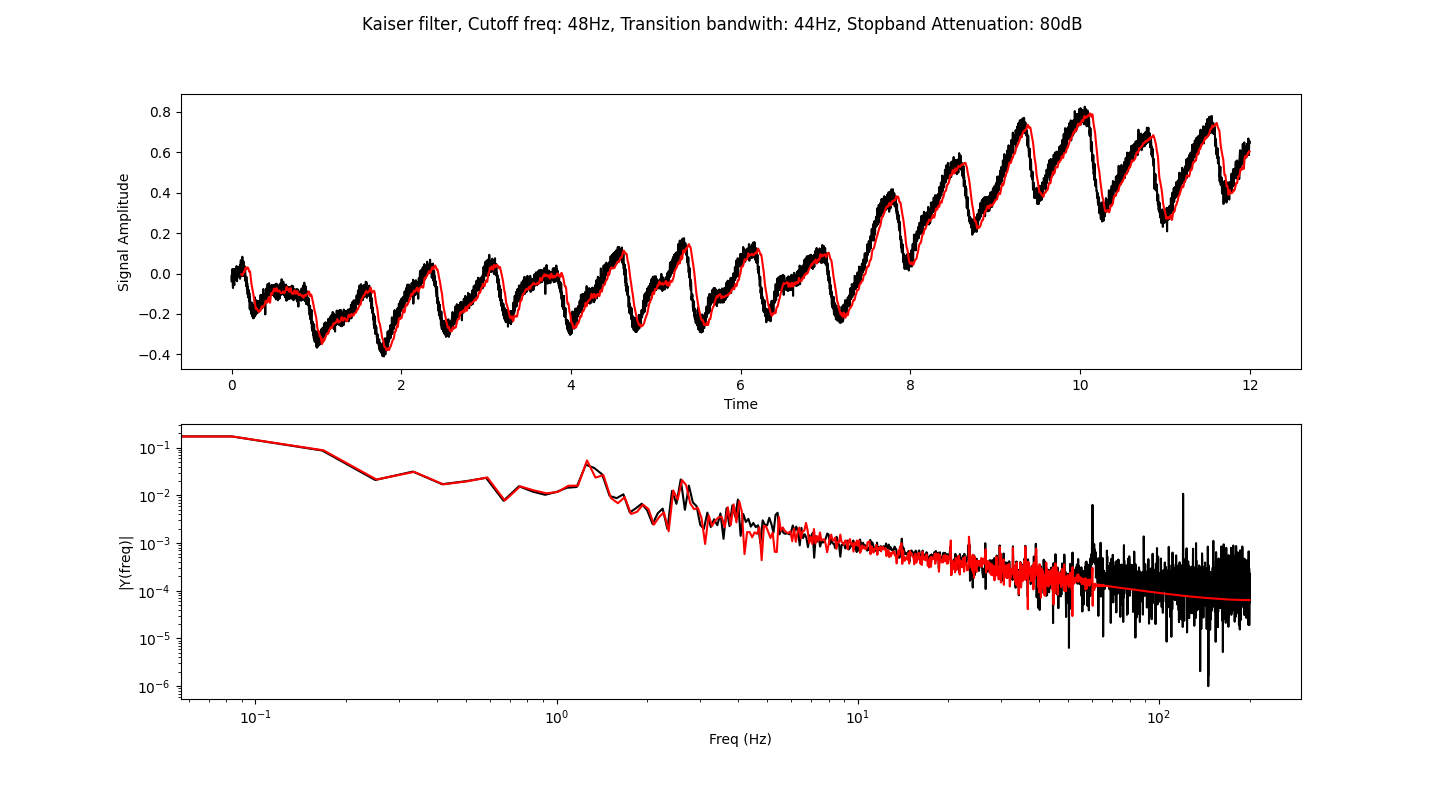 Kaiser filter, Cutoff freq: 48Hz, Transition bandwith: 44Hz, Stopband Attenuation: 80dB
0.8
0.6
0.4
0.2
0.0
−0.2
−0.4
Signal Amplitude
0 2 4 6 8 10 12
Time
10⁻¹
10⁻²
10⁻³
10⁻⁴
10⁻⁵
10⁻⁶
|Y(freq)|
10⁻¹ 10⁰ 10¹ 10²
Freq (Hz)